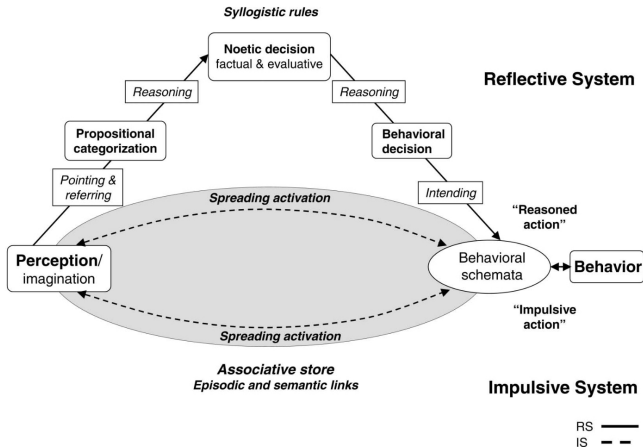 Syllogistic rules
Noetic decision
factual & evaluative
Reasoning
Reasoning
Reflective System
Propositional
categorization
Behavioral
decision
Pointing &
referring
Intending
Spreading activation
"Reasoned
action"
Perception/
imagination
Behavioral
schemata
Behavior
"Impulsive
action"
Spreading activation
Associative store
Episodic and semantic links
Impulsive System
RS
IS